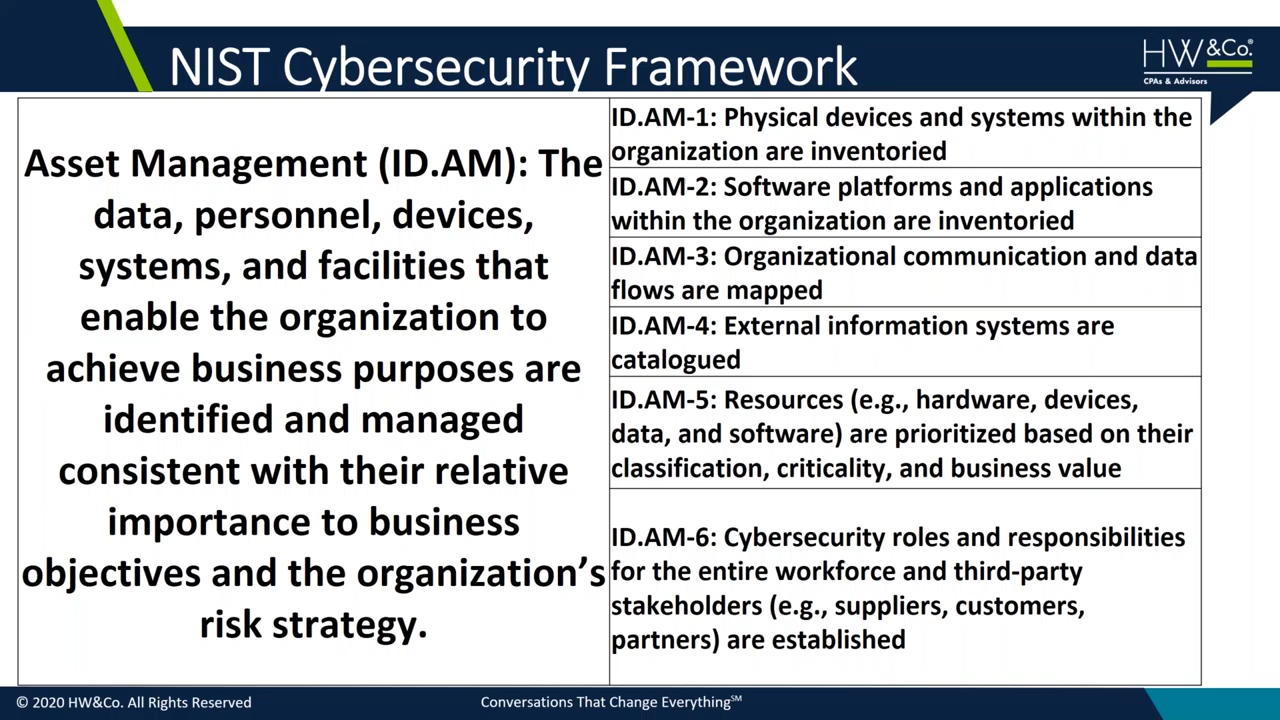 NIST Cybersecurity Framework
HW&Co.®
CPAs & Advisors
Asset Management (ID.AM): The
data, personnel, devices,
systems, and facilities that
enable the organization to
achieve business purposes are
identified and managed
consistent with their relative
importance to business
objectives and the organization’s
risk strategy.
ID.AM-1: Physical devices and systems within the
organization are inventoried
ID.AM-2: Software platforms and applications
within the organization are inventoried
ID.AM-3: Organizational communication and data
flows are mapped
ID.AM-4: External information systems are
catalogued
ID.AM-5: Resources (e.g., hardware, devices,
data, and software) are prioritized based on their
classification, criticality, and business value
ID.AM-6: Cybersecurity roles and responsibilities
for the entire workforce and third-party
stakeholders (e.g., suppliers, customers,
partners) are established
© 2020 HW&Co. All Rights Reserved
Conversations That Change Everything℠